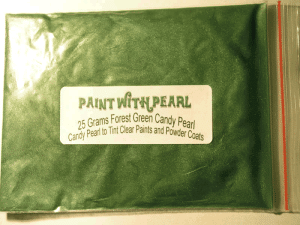 PAINT WITH PEARL
25 Grams Forest Green Candy Pearl
Candy Pearl to Tint Clear Paints and Powder Coats